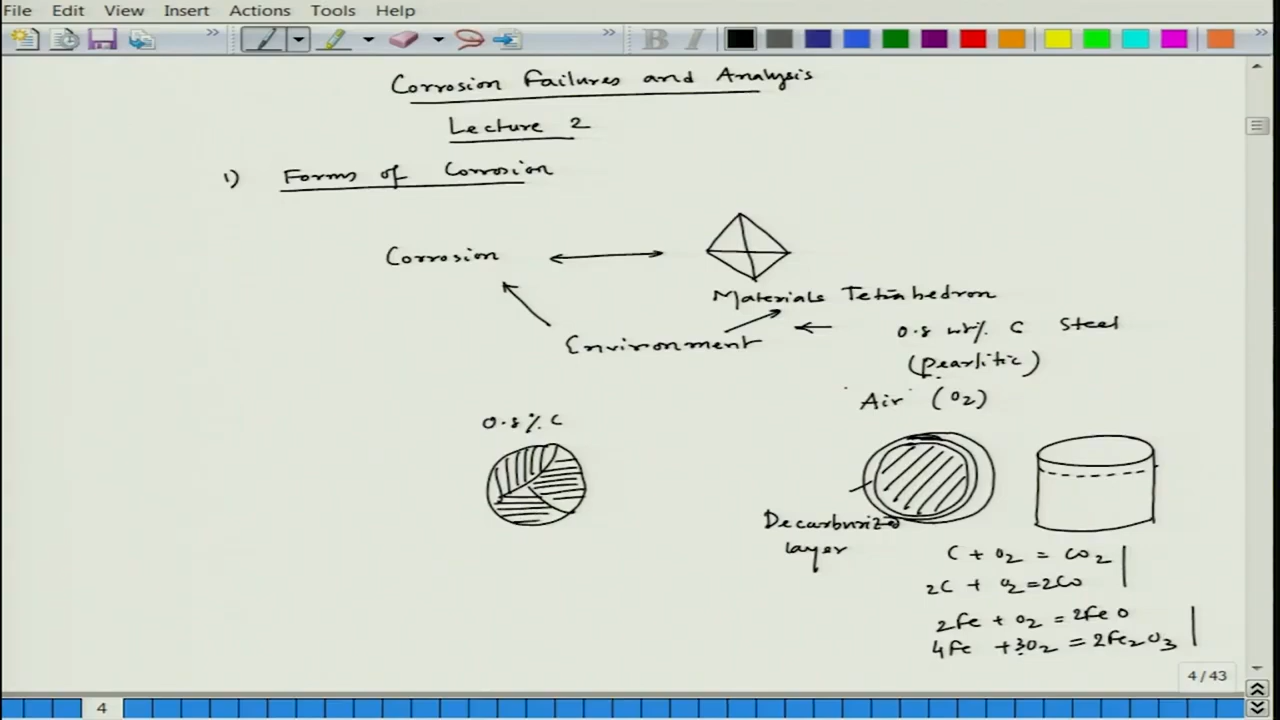 File Edit View Insert Actions Tools Help
Corrosion Failures and Analysis
Lecture 2
1) Forms of Corrosion
Corrosion
Materials Tetrahedron
Environment
0.8 wt% C Steel
(pearlitic)
Air (O2)
0.8% C
Decarburized
layer
C + O2 = CO2
2C + O2 = 2CO
2Fe + O2 = 2FeO
4Fe + 3O2 = 2Fe2O3
4/43
4